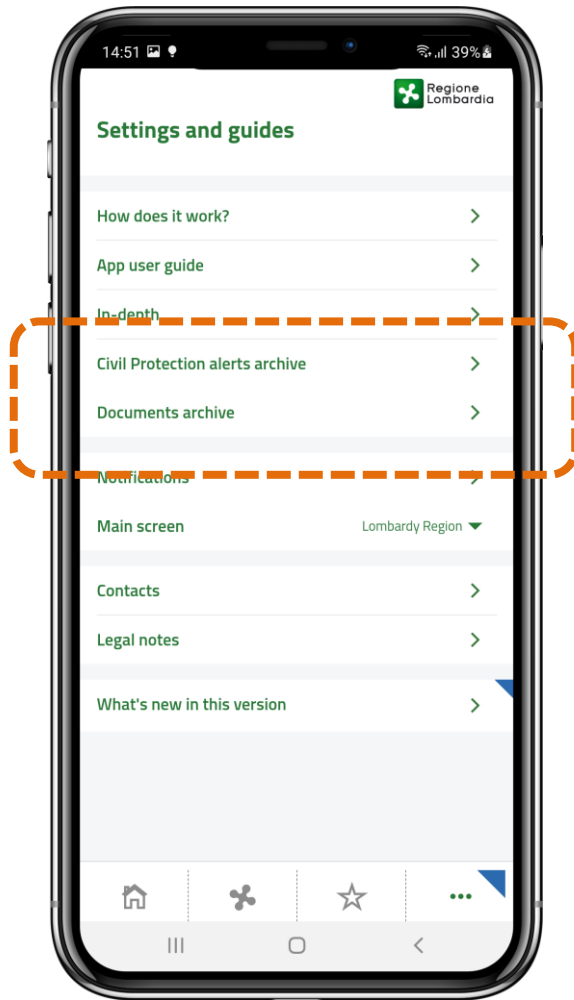 14:51
39%
Regione
Lombardia
Settings and guides
How does it work?
App user guide
In-depth
Civil Protection alerts archive
Documents archive
Notifications
Main screen
Lombardy Region
Contacts
Legal notes
What's new in this version